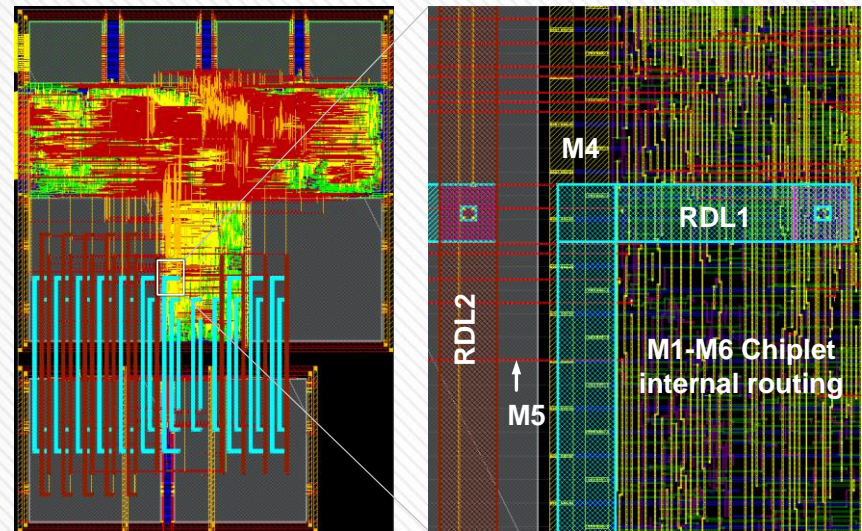 M4
RDL1
RDL2
M1-M6 Chiplet
internal routing
M5